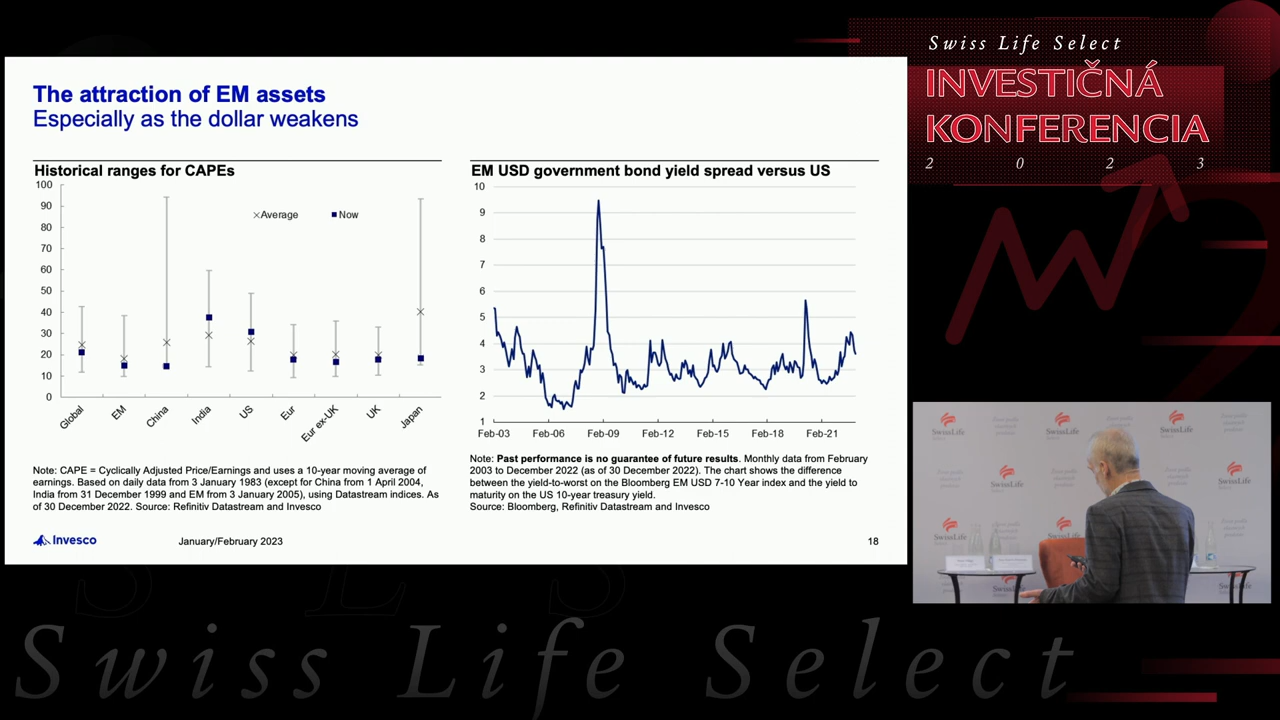 Swiss Life Select
INVESTIČNÁ
KONFERENCIA
2 0 2 3
The attraction of EM assets
Especially as the dollar weakens
Historical ranges for CAPEs
100
90
80
70
60
50
40
30
20
10
0
Average
Now
Global
EM
China
India
US
Eur
Eur ex-UK
UK
Japan
Note: CAPE = Cyclically Adjusted Price/Earnings and uses a 10-year moving average of
earnings. Based on daily data from 3 January 1983 (except for China from 1 April 2004,
India from 31 December 1999 and EM from 3 January 2005), using Datastream indices. As
of 30 December 2022. Source: Refinitiv Datastream and Invesco
EM USD government bond yield spread versus US
10
9
8
7
6
5
4
3
2
1
Feb-03
Feb-06
Feb-09
Feb-12
Feb-15
Feb-18
Feb-21
Note: Past performance is no guarantee of future results. Monthly data from February
2003 to December 2022 (as of 30 December 2022). The chart shows the difference
between the yield-to-worst on the Bloomberg EM USD 7-10 Year index and the yield to
maturity on the US 10-year treasury yield.
Source: Bloomberg, Refinitiv Datastream and Invesco
Invesco
January/February 2023
18
SwissLife
SwissLife
SwissLife
SwissLife
SwissLife
SwissLife
Swiss Life Select